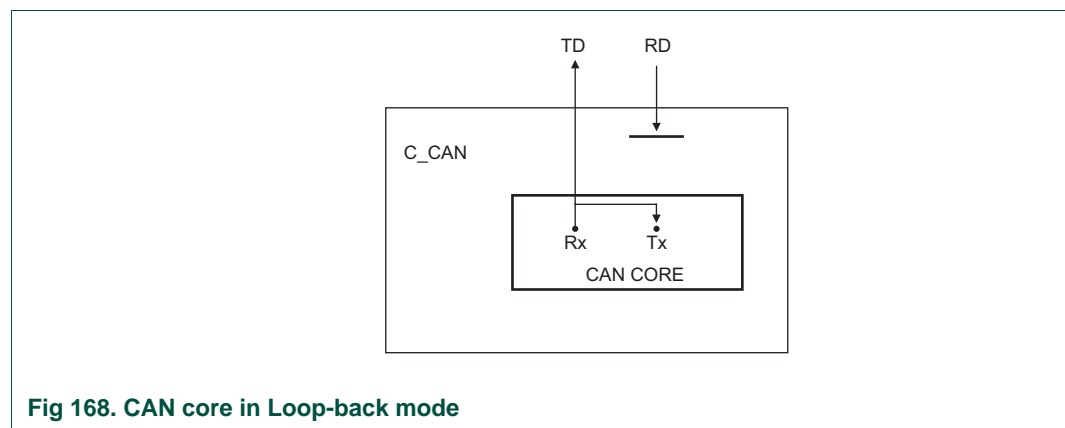 TD RD
C_CAN
Rx Tx
CAN CORE
Fig 168. CAN core in Loop-back mode